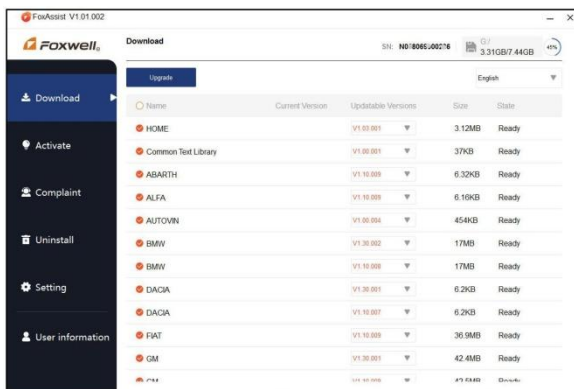 FoxAssist V1.01.002
FOXWELL
Download
SN:
G:/
3.31GB/7.44GB
45%
Upgrade
English
Download
Activate
Complaint
Uninstall
Setting
User information
Name Current Version Updatable Versions Size State
HOME V1.03.001 3.12MB Ready
Common Text Library V1.00.001 37KB Ready
ABARTH V1.10.009 6.32KB Ready
ALFA V1.10.009 6.16KB Ready
AUTOVIN V1.00.004 454KB Ready
BMW V1.30.002 17MB Ready
BMW V1.10.008 17MB Ready
DACIA V1.30.001 6.2KB Ready
DACIA V1.10.007 6.2KB Ready
FIAT V1.10.009 36.9MB Ready
GM V1.30.001 42.4MB Ready
GM 42.5MB Ready